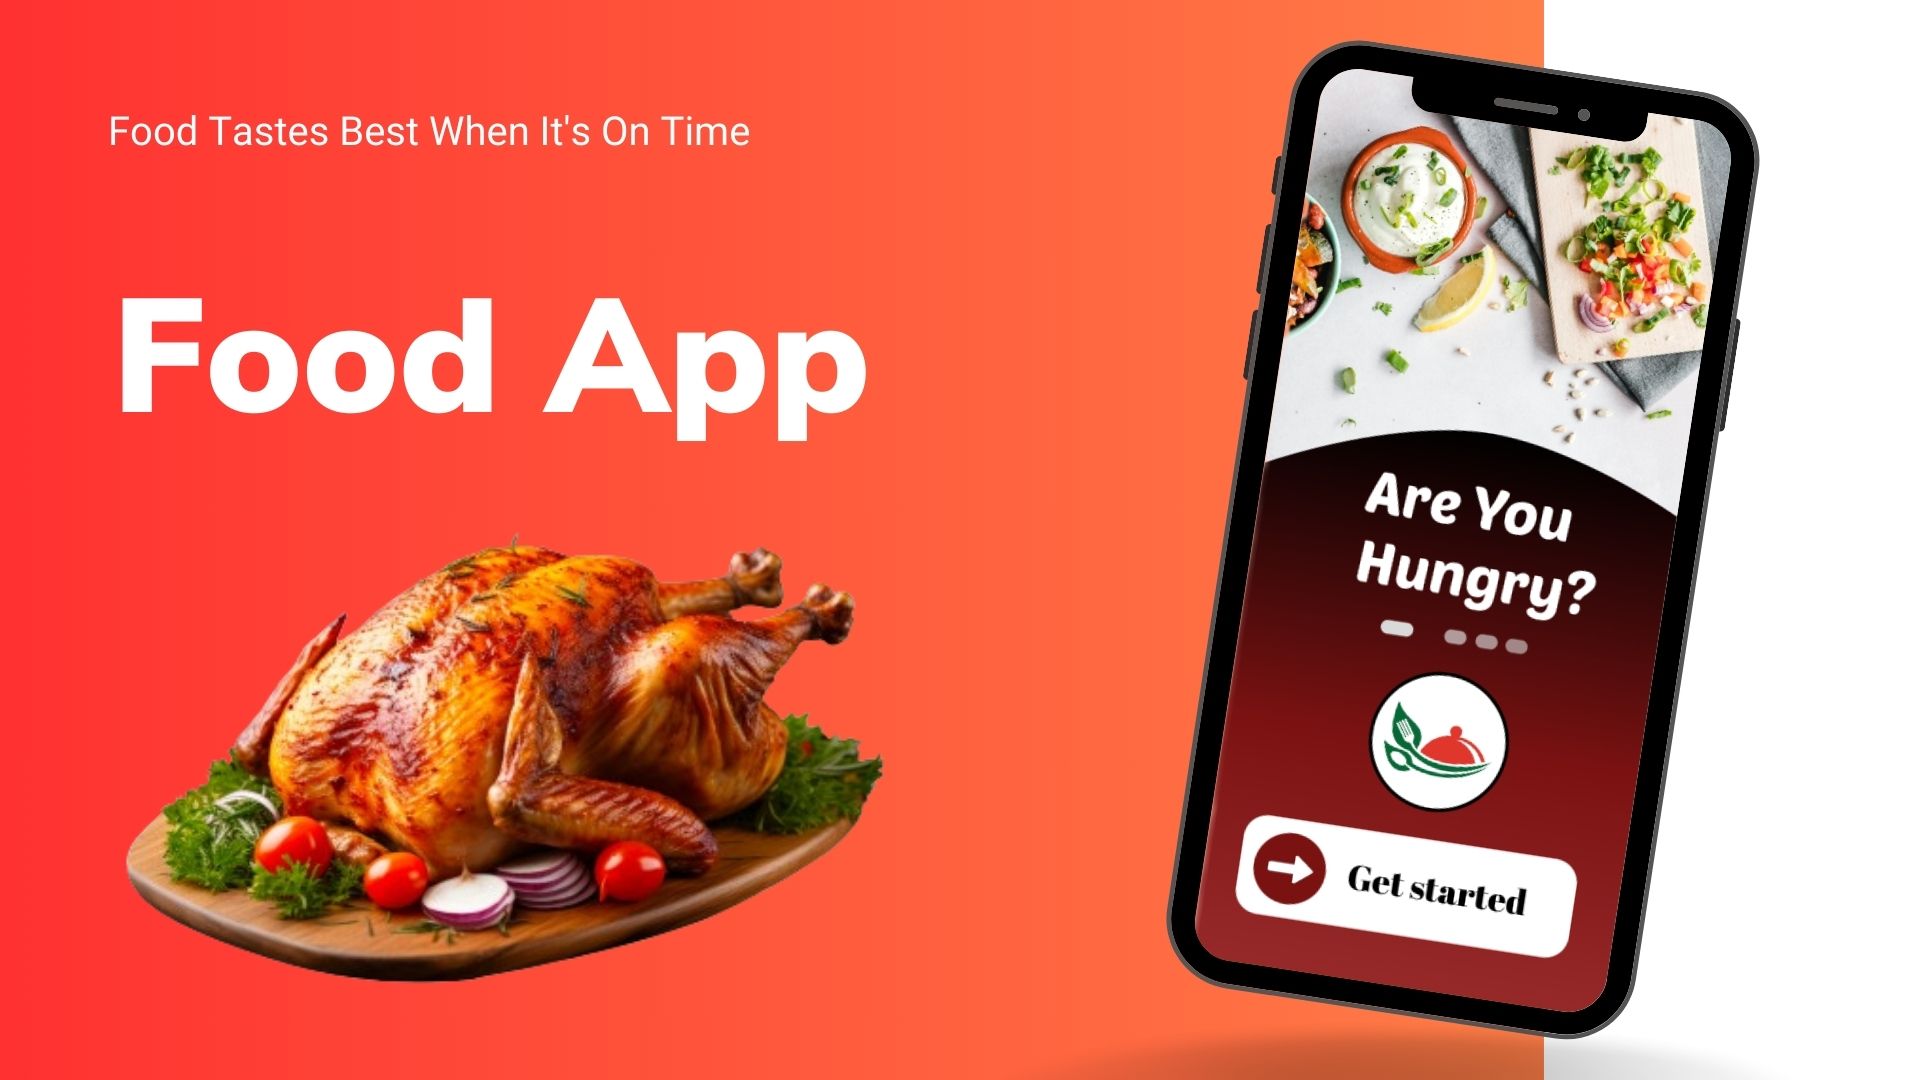 Food Tastes Best When It's On Time
Food App
Are You
Hungry?
Get started